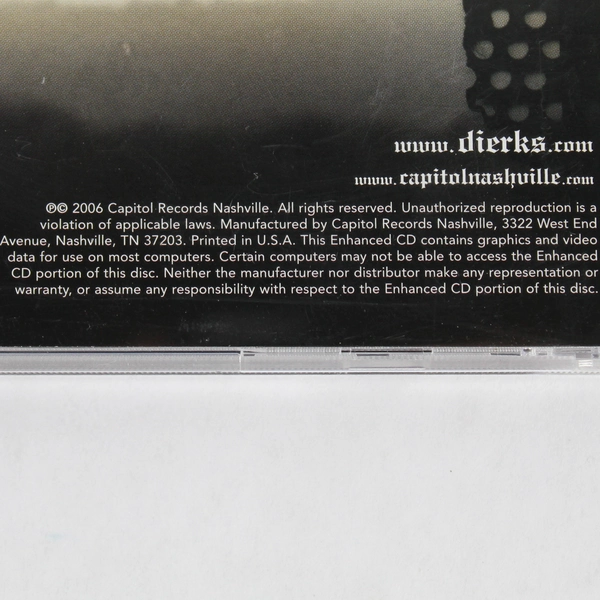 www.dierks.com
www.capitolnashville.com
℗© 2006 Capitol Records Nashville. All rights reserved. Unauthorized reproduction is a
violation of applicable laws. Manufactured by Capitol Records Nashville, 3322 West End
Avenue, Nashville, TN 37203. Printed in U.S.A. This Enhanced CD contains graphics and video
data for use on most computers. Certain computers may not be able to access the Enhanced
CD portion of this disc. Neither the manufacturer nor distributor make any representation or
warranty, or assume any responsibility with respect to the Enhanced CD portion of this disc.